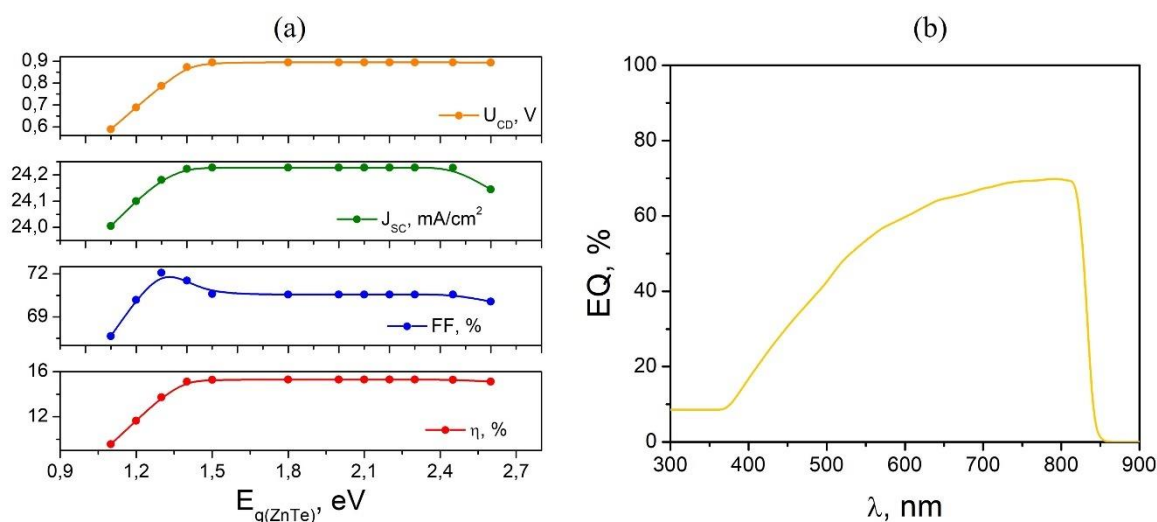 (a)
0,9
0,8
0,7
0,6
U_CD, V
24,2
24,1
24,0
J_SC, mA/cm²
72
69
FF, %
16
12
η, %
0,9 1,2 1,5 1,8 2,1 2,4 2,7
E_g(ZnTe), eV
(b)
100
80
60
40
20
0
EQ, %
300 400 500 600 700 800 900
λ, nm